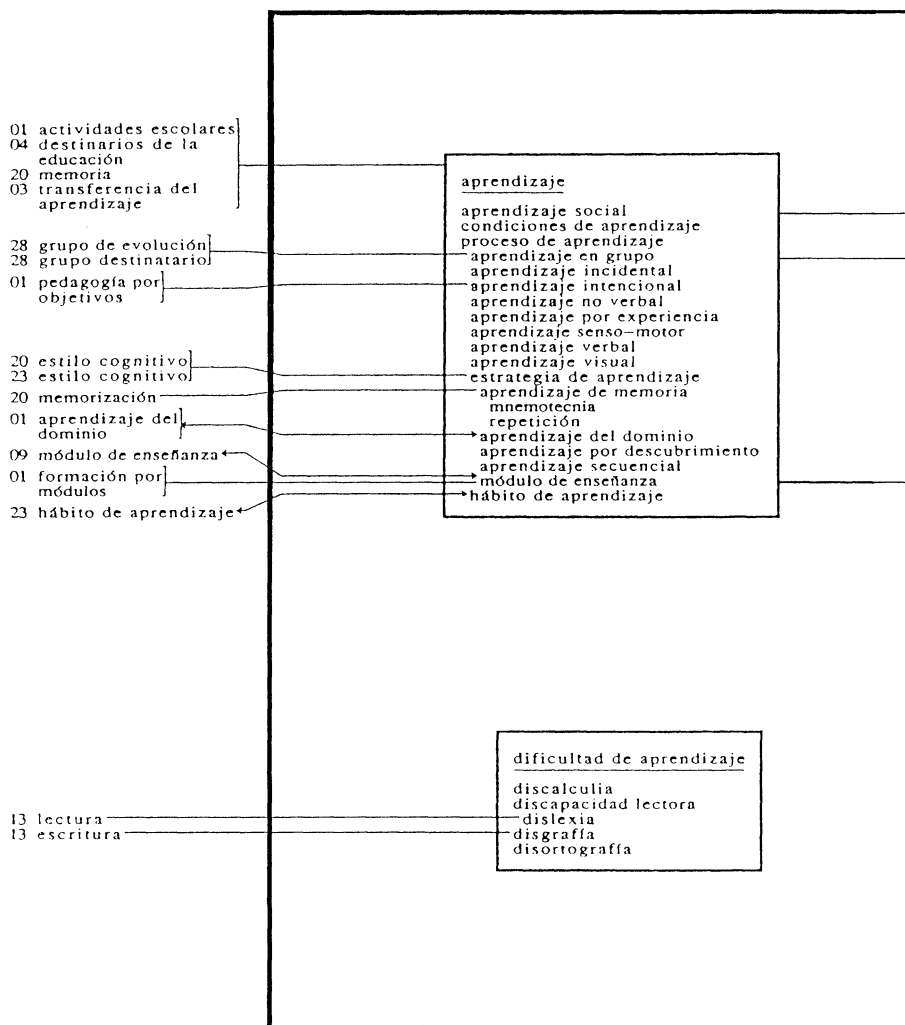 01 actividades escolares
04 destinarios de la
educación
20 memoria
03 transferencia del
aprendizaje
28 grupo de evolución
28 grupo destinatario
01 pedagogía por
objetivos
20 estilo cognitivo
23 estilo cognitivo
20 memorización
01 aprendizaje del
dominio
09 módulo de enseñanza
01 formación por
módulos
23 hábito de aprendizaje
aprendizaje
aprendizaje social
condiciones de aprendizaje
proceso de aprendizaje
aprendizaje en grupo
aprendizaje incidental
aprendizaje intencional
aprendizaje no verbal
aprendizaje por experiencia
aprendizaje senso-motor
aprendizaje verbal
aprendizaje visual
estrategia de aprendizaje
aprendizaje de memoria
mnemotecnia
repetición
aprendizaje del dominio
aprendizaje por descubrimiento
aprendizaje secuencial
módulo de enseñanza
hábito de aprendizaje
13 lectura
13 escritura
dificultad de aprendizaje
discalculia
discapacidad lectora
dislexia
disgrafía
disortografía